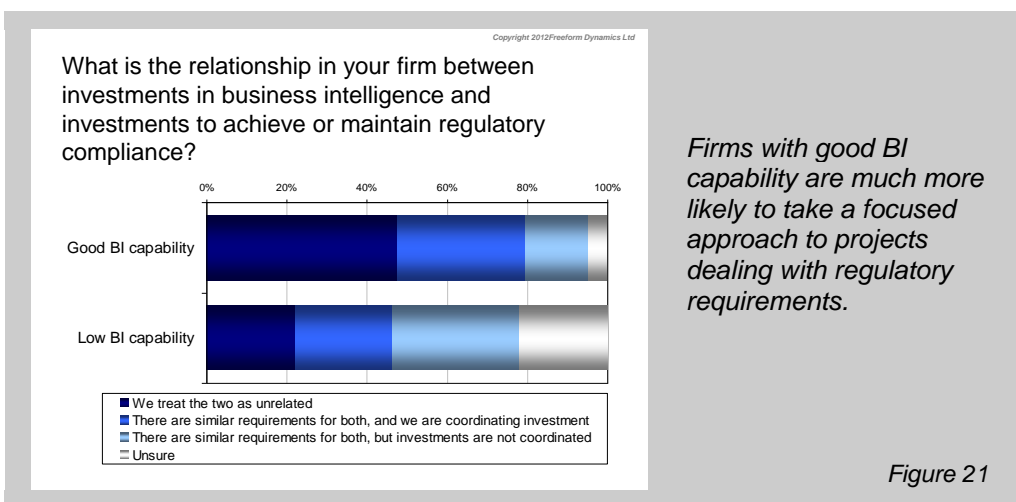 Copyright 2012Freeform Dynamics Ltd
What is the relationship in your firm between
investments in business intelligence and
investments to achieve or maintain regulatory
compliance?
0% 20% 40% 60% 80% 100%
Good BI capability
Low BI capability
We treat the two as unrelated
There are similar requirements for both, and we are coordinating investment
There are similar requirements for both, but investments are not coordinated
Unsure
Firms with good BI
capability are much more
likely to take a focused
approach to projects
dealing with regulatory
requirements.
Figure 21